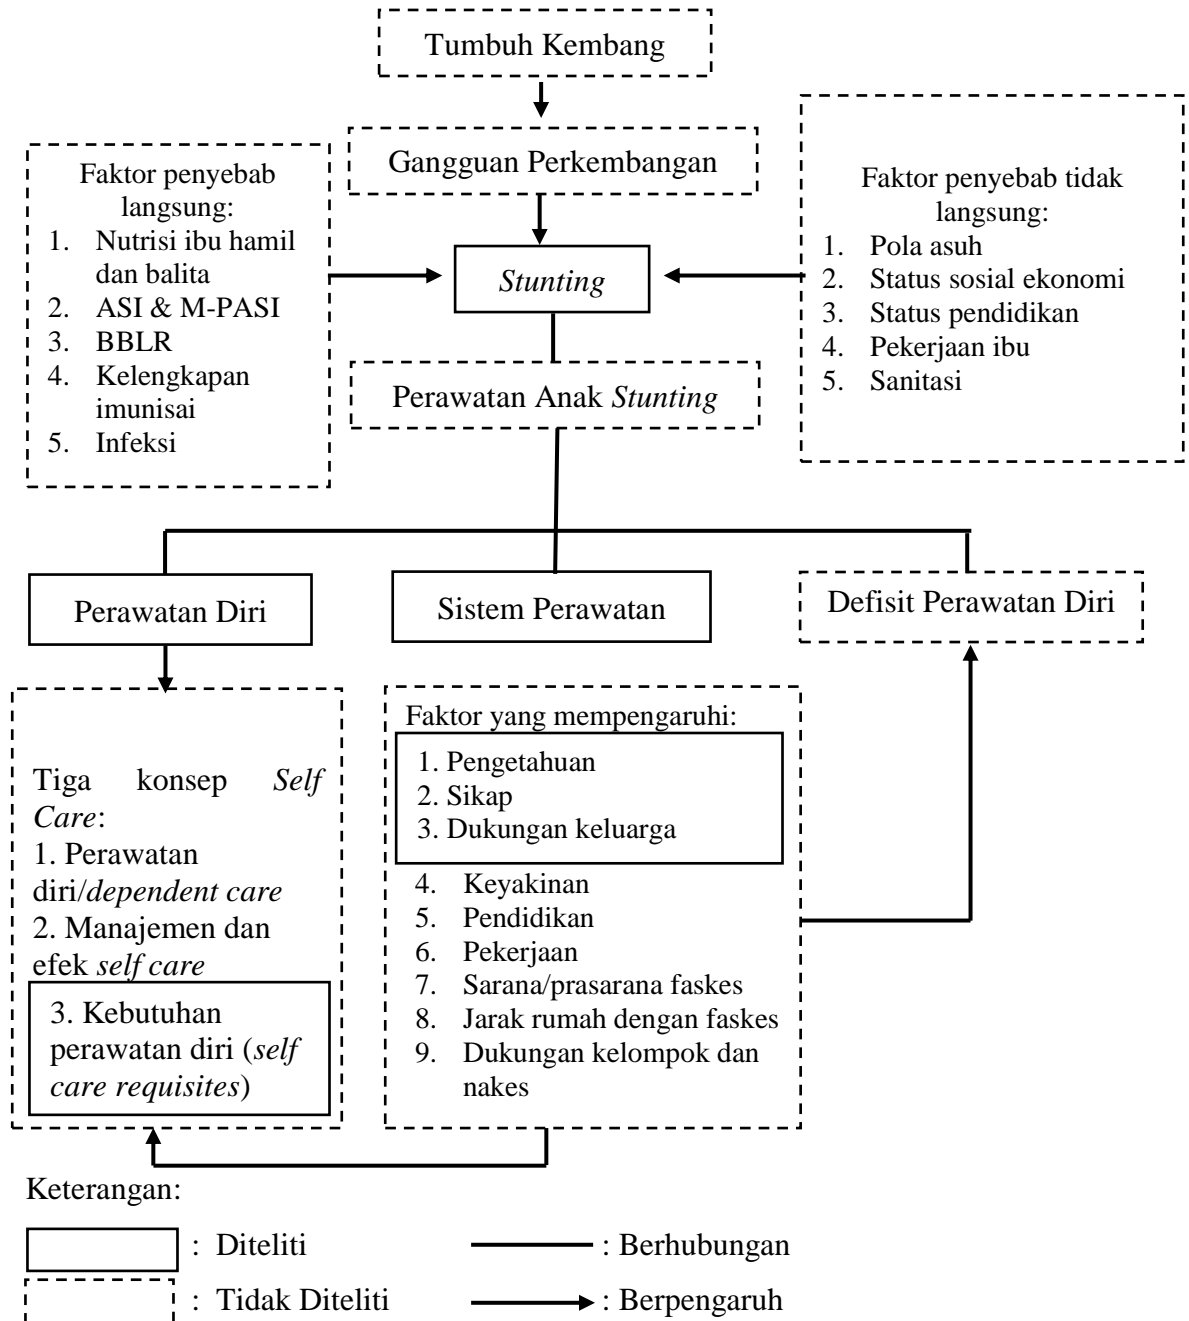 Tumbuh Kembang
Gangguan Perkembangan
Faktor penyebab
langsung:
1. Nutrisi ibu hamil
dan balita
2. ASI & M-PASI
3. BBLR
4. Kelengkapan
imunisai
5. Infeksi
Stunting
Faktor penyebab tidak
langsung:
1. Pola asuh
2. Status sosial ekonomi
3. Status pendidikan
4. Pekerjaan ibu
5. Sanitasi
Perawatan Anak Stunting
Perawatan Diri
Sistem Perawatan
Defisit Perawatan Diri
Tiga konsep Self
Care:
1. Perawatan
diri/dependent care
2. Manajemen dan
efek self care
3. Kebutuhan
perawatan diri (self
care requisites)
Faktor yang mempengaruhi:
1. Pengetahuan
2. Sikap
3. Dukungan keluarga
4. Keyakinan
5. Pendidikan
6. Pekerjaan
7. Sarana/prasarana faskes
8. Jarak rumah dengan faskes
9. Dukungan kelompok dan
nakes
Keterangan:
: Diteliti
: Berhubungan
: Tidak Diteliti
: Berpengaruh